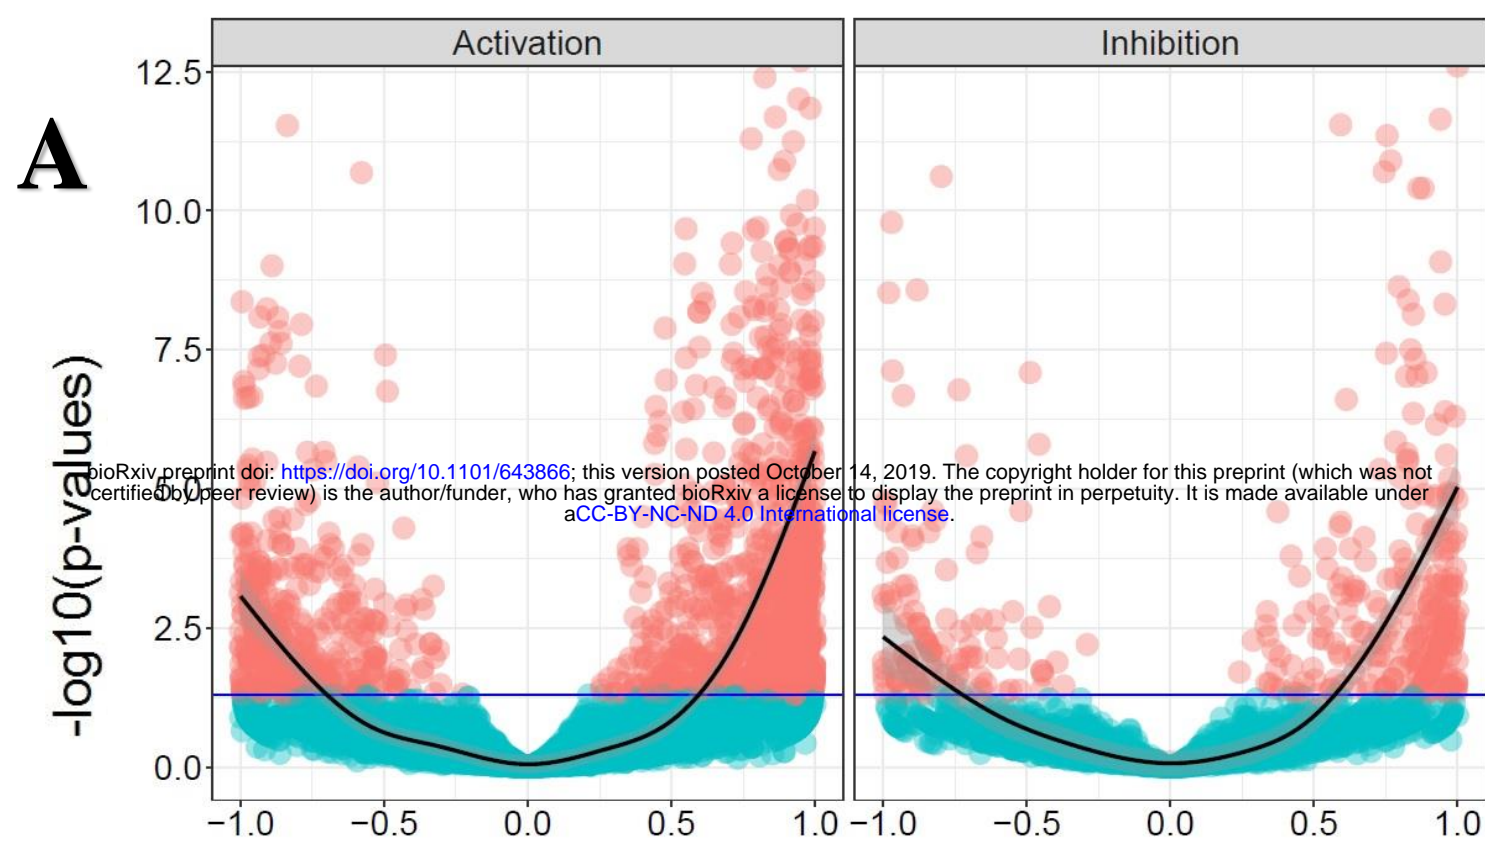 Activation
Inhibition
A
-log10(p-values)
12.5
10.0
7.5
5.0
2.5
0.0
bioRxiv preprint doi: https://doi.org/10.1101/643866; this version posted October 14, 2019. The copyright holder for this preprint (which was not
certified by peer review) is the author/funder, who has granted bioRxiv a license to display the preprint in perpetuity. It is made available under
aCC-BY-NC-ND 4.0 International license.
−1.0 −0.5 0.0 0.5 1.0 −1.0 −0.5 0.0 0.5 1.0